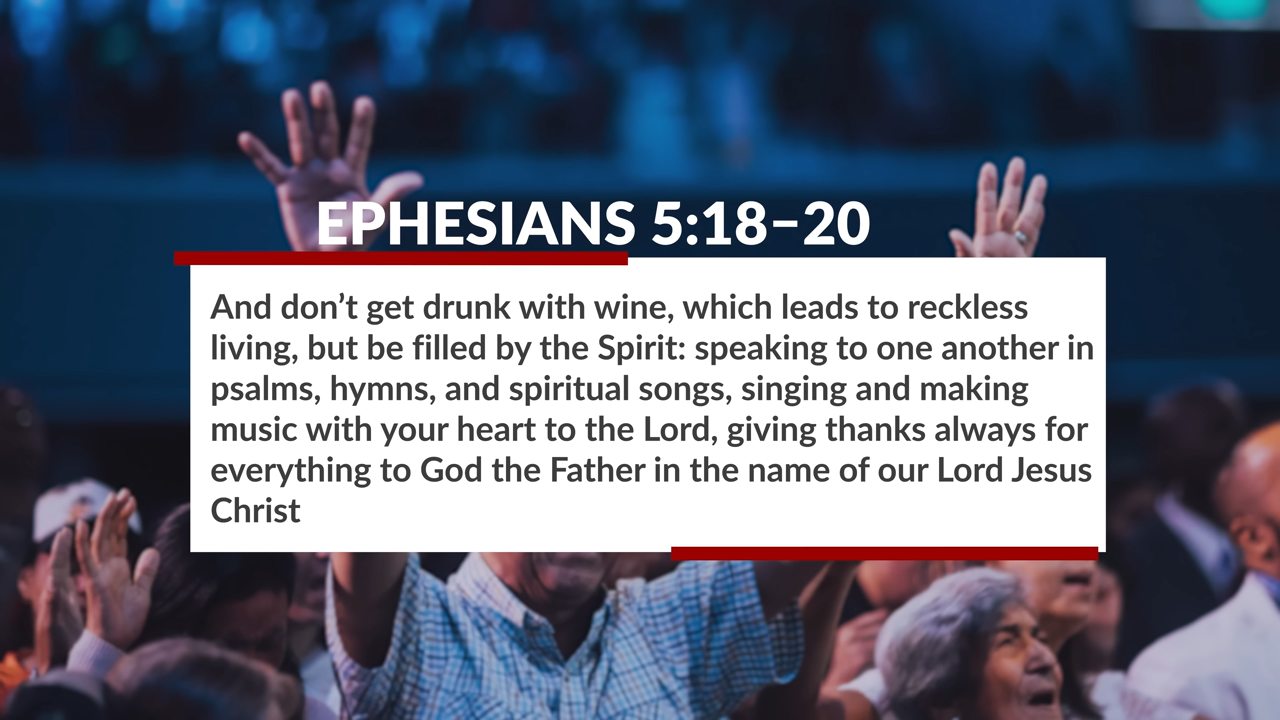 EPHESIANS 5:18–20
And don’t get drunk with wine, which leads to reckless
living, but be filled by the Spirit: speaking to one another in
psalms, hymns, and spiritual songs, singing and making
music with your heart to the Lord, giving thanks always for
everything to God the Father in the name of our Lord Jesus
Christ